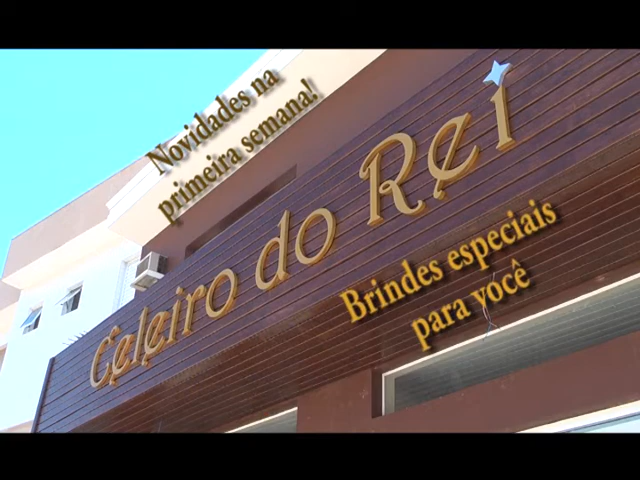 Novidades na
primeira semana!
Celeiro do Rei
Brindes especiais
para você